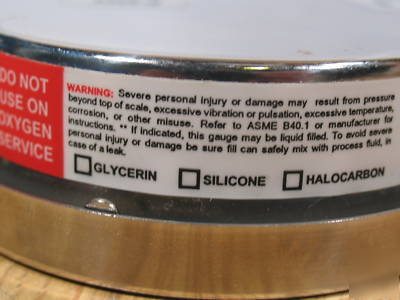 DO NOT
USE ON
OXYGEN
SERVICE
WARNING: Severe personal injury or damage may result from pressure
beyond top of scale, excessive vibration or pulsation, excessive temperature,
corrosion, or other misuse. Refer to ASME B40.1 or manufacturer for
instructions. ** If indicated, this gauge may be liquid filled. To avoid severe
personal injury or damage be sure fill can safely mix with process fluid, in
case of a leak.
GLYCERIN SILICONE HALOCARBON